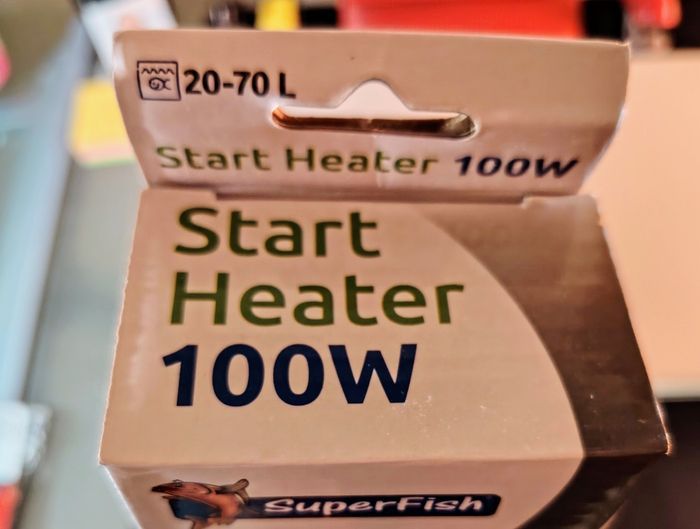 20-70 L
Start Heater 100W
Start
Heater
100W
SuperFish